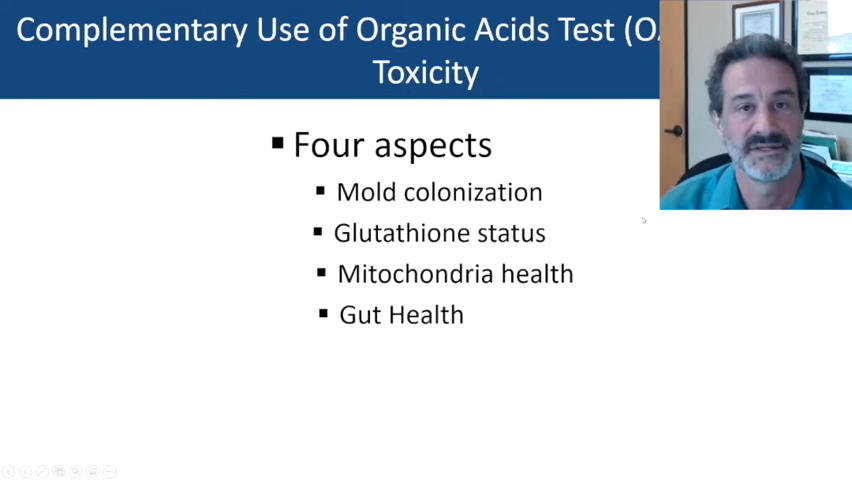 Complementary Use of Organic Acids Test (O
Toxicity
Four aspects
Mold colonization
Glutathione status
Mitochondria health
Gut Health